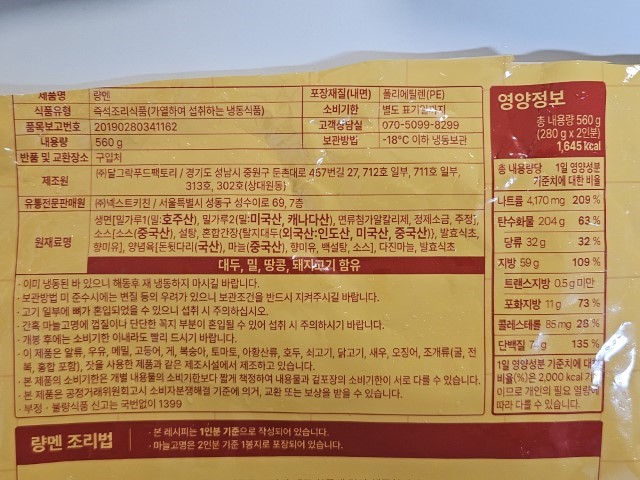 제품명 량멘 포장재질(내면) 폴리에틸렌(PE)
식품유형 즉석조리식품(가열하여 섭취하는 냉동식품) 소비기한 별도 표기일까지
품목보고번호 20190280341162 고객상담실 070-5099-8299
내용량 560 g 보관방법 -18°C 이하 냉동보관
반품 및 교환장소 구입처
제조원 ㈜달그락푸드팩토리 / 경기도 성남시 중원구 둔촌대로 457번길 27, 712호 일부, 711호 일부,
313호, 302호(상대원동)
유통전문판매원 ㈜넥스트키친 / 서울특별시 성동구 성수이로 69, 7층
원재료명 생면[밀가루1(밀:호주산), 밀가루2(밀:미국산, 캐나다산), 면류첨가알칼리제, 정제소금, 주정],
소스[소스(중국산), 설탕, 혼합간장(탈지대두(외국산:인도산, 미국산, 중국산)}, 발효식초,
향미유], 양념육[돈뒷다리(국산), 마늘(중국산), 향미유, 백설탕, 소스], 다진마늘, 발효식초
대두, 밀, 땅콩, 돼지고기 함유
· 이미 냉동된 바 있으니 해동후 재 냉동하지 마시길 바랍니다.
· 보관방법 미 준수시에는 변질 등의 우려가 있으니 보관조건을 반드시 지켜주시길 바랍니다.
· 고기 일부에 뼈가 혼입되었을 수 있으니 섭취 시 주의하십시오.
· 간혹 마늘고명에 껍질이나 단단한 꼭지 부분이 혼입될 수 있어 섭취 시 주의하시기 바랍니다.
· 개봉 후에는 소비기한 이내라도 빨리 드시기 바랍니다.
· 이 제품은 알류, 우유, 메밀, 고등어, 게, 복숭아, 토마토, 아황산류, 호두, 쇠고기, 닭고기, 새우, 오징어, 조개류(굴, 전
복, 홍합 포함), 잣을 사용한 제품과 같은 제조시설에서 제조하고 있습니다.
· 본 제품의 소비기한은 개별 내용물의 소비기한보다 짧게 책정하여 내용물과 겉포장의 소비기한이 서로 다를 수 있습니다.
· 본 제품은 공정거래위원회고시 소비자분쟁해결 기준에 의거, 교환 또는 보상을 받을 수 있습니다.
· 부정 · 불량식품 신고는 국번없이 1399
영양정보
총 내용량 560 g
(280 g x 2인분)
1,645 kcal
총 내용량당 1일 영양성분
기준치에 대한 비율
나트륨 4,170 mg 209 %
탄수화물 204 g 63 %
당류 32 g 32 %
지방 59 g 109 %
트랜스지방 0.5 g 미만
포화지방 11 g 73 %
콜레스테롤 85 mg 28 %
단백질 135 %
1일 영양성분 기준치에 대한
비율(%)은 2,000 kcal 기준
이므로 개인의 필요 열량에
따라 다를 수 있습니다.
량멘 조리법
· 본 레시피는 1인분 기준으로 작성되어 있습니다.
· 마늘고명은 2인분 기준 1봉지로 포장되어 있습니다.